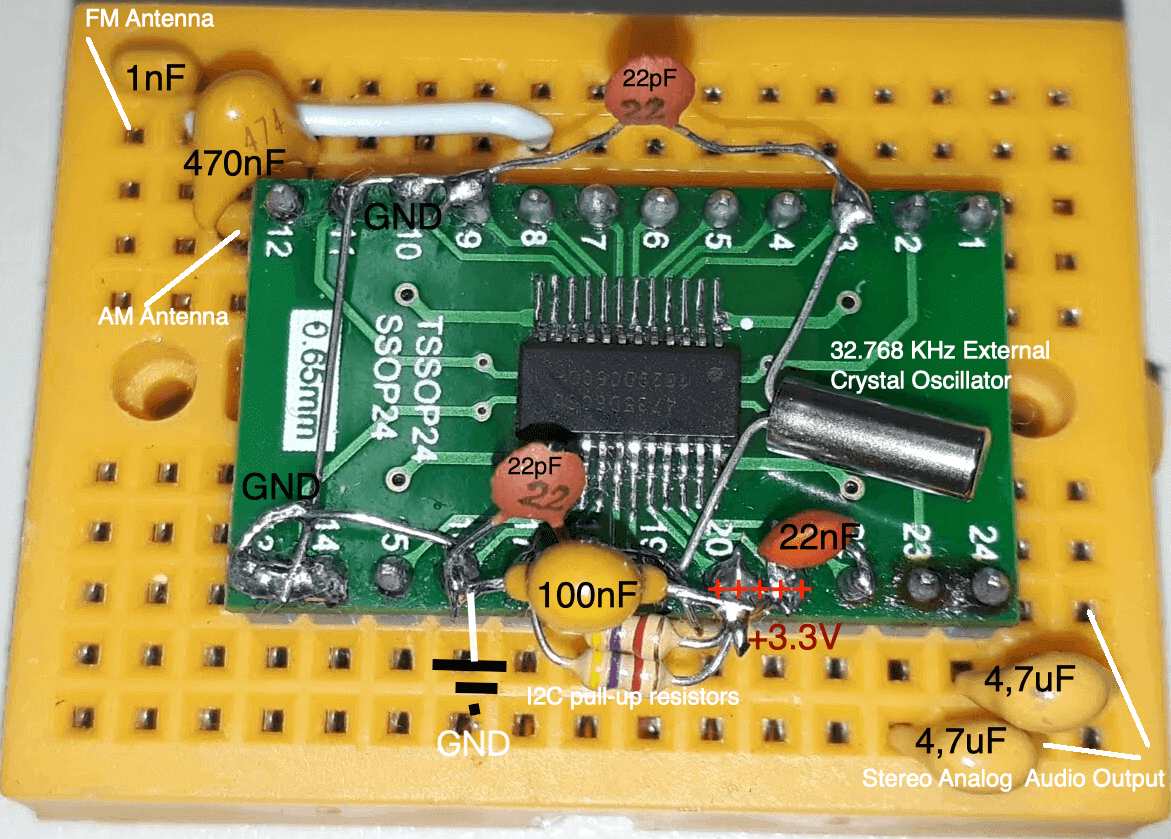 FM Antenna
1nF
22pF
22
474
470nF
GND
12
11
10
9
8
7
6
5
4
3
2
1
AM Antenna
0.65mm
SSOP24
TSSOP24
32.768 KHz External
Crystal Oscillator
22pF
22
GND
14
15
19
20
22nF
23
24
100nF
+++++
+3.3V
I2C pull-up resistors
GND
4,7uF
4,7uF
Stereo Analog Audio Output